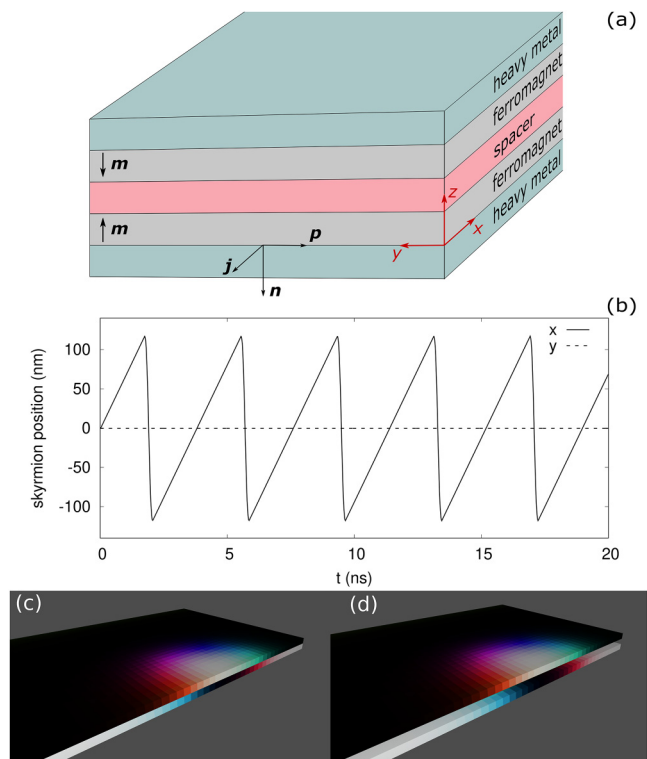 (a)
heavy metal
ferromagnet
spacer
ferromagnet
heavy metal
m
m
z
x
y
p
j
n
(b)
x
y
100
50
0
-50
-100
skyrmion position (nm)
0 5 10 15 20
t (ns)
(c) (d)